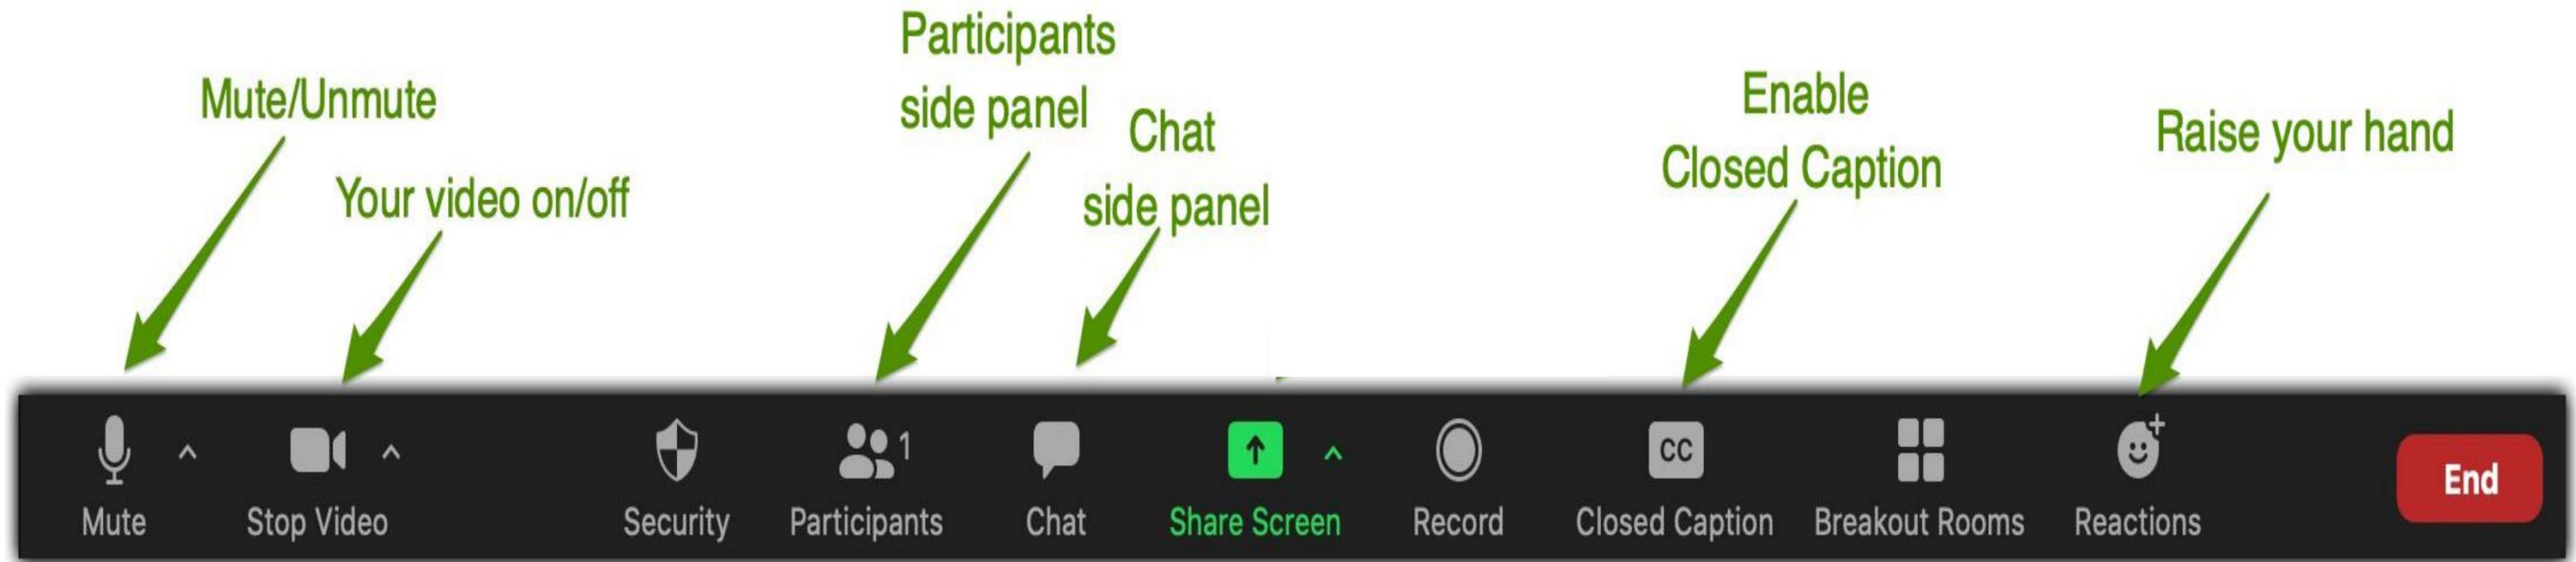 Participants
side panel
Mute/Unmute
Your video on/off
Chat
side panel
Enable
Closed Caption
Raise your hand
1
CC
Mute
Stop Video
Security
Participants
Chat
Share Screen
Record
Closed Caption
Breakout Rooms
Reactions
End